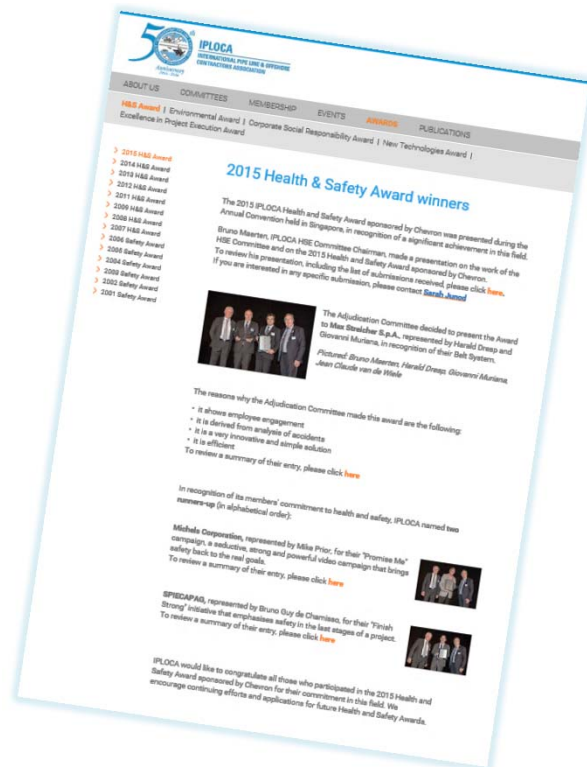 50
Anniversary
IPLOCA
INTERNATIONAL PIPE LINE & OFFSHORE
CONTRACTORS ASSOCIATION
ABOUT US COMMITTEES MEMBERSHIP EVENTS AWARDS PUBLICATIONS
H&S Award | Environmental Award | Corporate Social Responsibility Award | New Technologies Award |
Excellence in Project Execution Award
2015 H&S Award
2014 H&S Award
2013 H&S Award
2012 H&S Award
2011 H&S Award
2009 H&S Award
2008 H&S Award
2007 H&S Award
2006 Safety Award
2005 Safety Award
2004 Safety Award
2003 Safety Award
2002 Safety Award
2001 Safety Award
2015 Health & Safety Award winners
The 2015 IPLOCA Health and Safety Award sponsored by Chevron was presented during the
Annual Convention held in Singapore, in recognition of a significant achievement in this field.
Bruno Maerten, IPLOCA HSE Committee Chairman, made a presentation on the work of the
HSE Committee and on the 2015 Health and Safety Award sponsored by Chevron.
To review his presentation, including the list of submissions received, please click here.
If you are interested in any specific submission, please contact Sarah Junod
The Adjudication Committee decided to present the Award
to Max Streicher S.p.A., represented by Harald Dresp and
Giovanni Muriana, in recognition of their Belt System.
Pictured: Bruno Maerten, Harald Dresp, Giovanni Muriana,
Jean Claude van de Wiele
The reasons why the Adjudication Committee made this award are the following:
• it shows employee engagement
• it is derived from analysis of accidents
• it is a very innovative and simple solution
• it is efficient
To review a summary of their entry, please click here
In recognition of its members' commitment to health and safety, IPLOCA named two
runners-up (in alphabetical order):
Michels Corporation, represented by Mike Prior, for their "Promise Me"
campaign, a seductive, strong and powerful video campaign that brings
safety back to the real goals.
To review a summary of their entry, please click here
SPIECAPAG, represented by Bruno Guy de Chamisso, for their "Finish
Strong" initiative that emphasises safety in the last stages of a project.
To review a summary of their entry, please click here
IPLOCA would like to congratulate all those who participated in the 2015 Health and
Safety Award sponsored by Chevron for their commitment in this field. We
encourage continuing efforts and applications for future Health and Safety Awards.